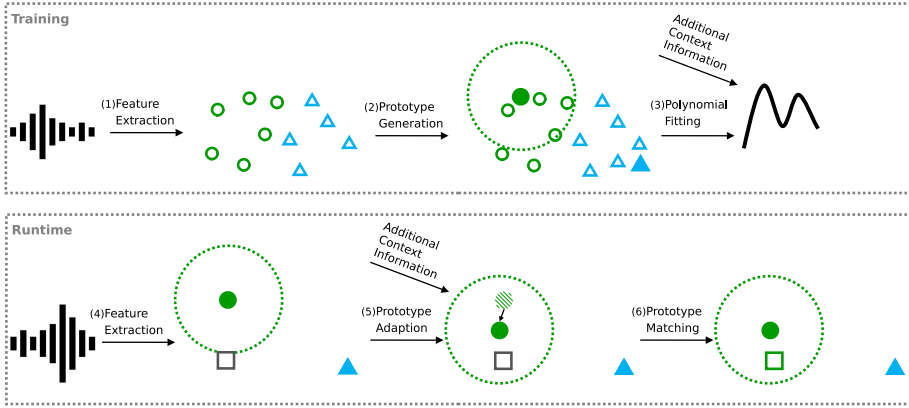 Training
(1)Feature
Extraction
(2)Prototype
Generation
Additional
Context
Information
(3)Polynomial
Fitting
Runtime
(4)Feature
Extraction
Additional
Context
Information
(5)Prototype
Adaption
(6)Prototype
Matching